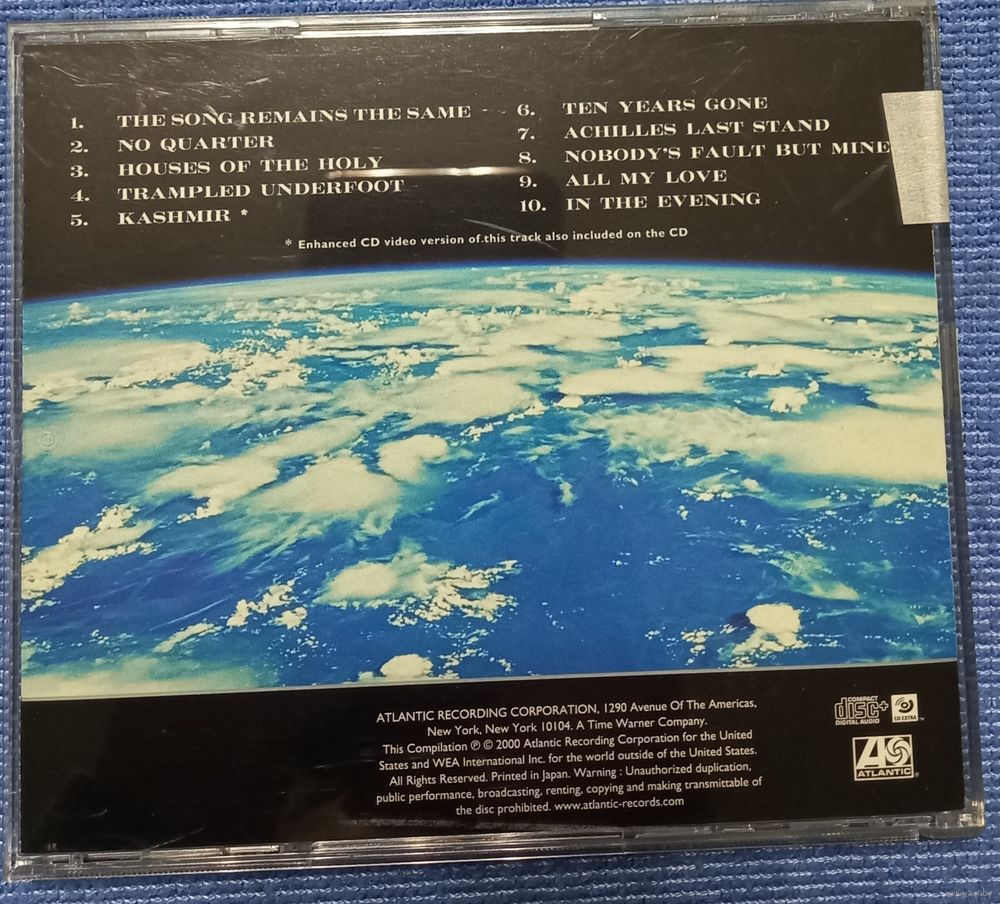 1. THE SONG REMAINS THE SAME
2. NO QUARTER
3. HOUSES OF THE HOLY
4. TRAMPLED UNDERFOOT
5. KASHMIR *
6. TEN YEARS GONE
7. ACHILLES LAST STAND
8. NOBODY'S FAULT BUT MINE
9. ALL MY LOVE
10. IN THE EVENING
* Enhanced CD video version of.this track also included on the CD
ATLANTIC RECORDING CORPORATION, 1290 Avenue Of The Americas,
New York, New York 10104. A Time Warner Company.
This Compilation ℗ © 2000 Atlantic Recording Corporation for the United
States and WEA International Inc. for the world outside of the United States.
All Rights Reserved. Printed in Japan. Warning : Unauthorized duplication,
public performance, broadcasting, renting, copying and making transmittable of
the disc prohibited. www.atlantic-records.com
COMPACT
disc+
DIGITAL AUDIO
CD EXTRA ™
ATLANTIC ®